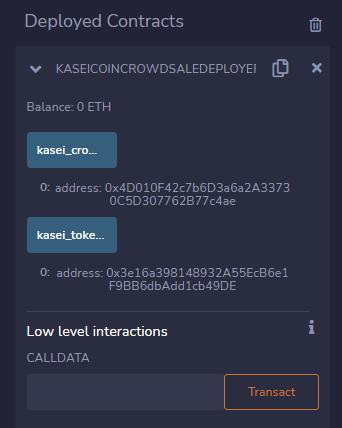 Deployed Contracts
KASEICOINCROWDSALEDEPLOYER
Balance: 0 ETH
kasei_cro...
0: address: 0x4D010F42c7b6D3a6a2A3373
0C5D307762B77c4ae
kasei_toke...
0: address: 0x3e16a398148932A55EcB6e1
F9BB6dbAdd1cb49DE
Low level interactions
i
CALLDATA
Transact